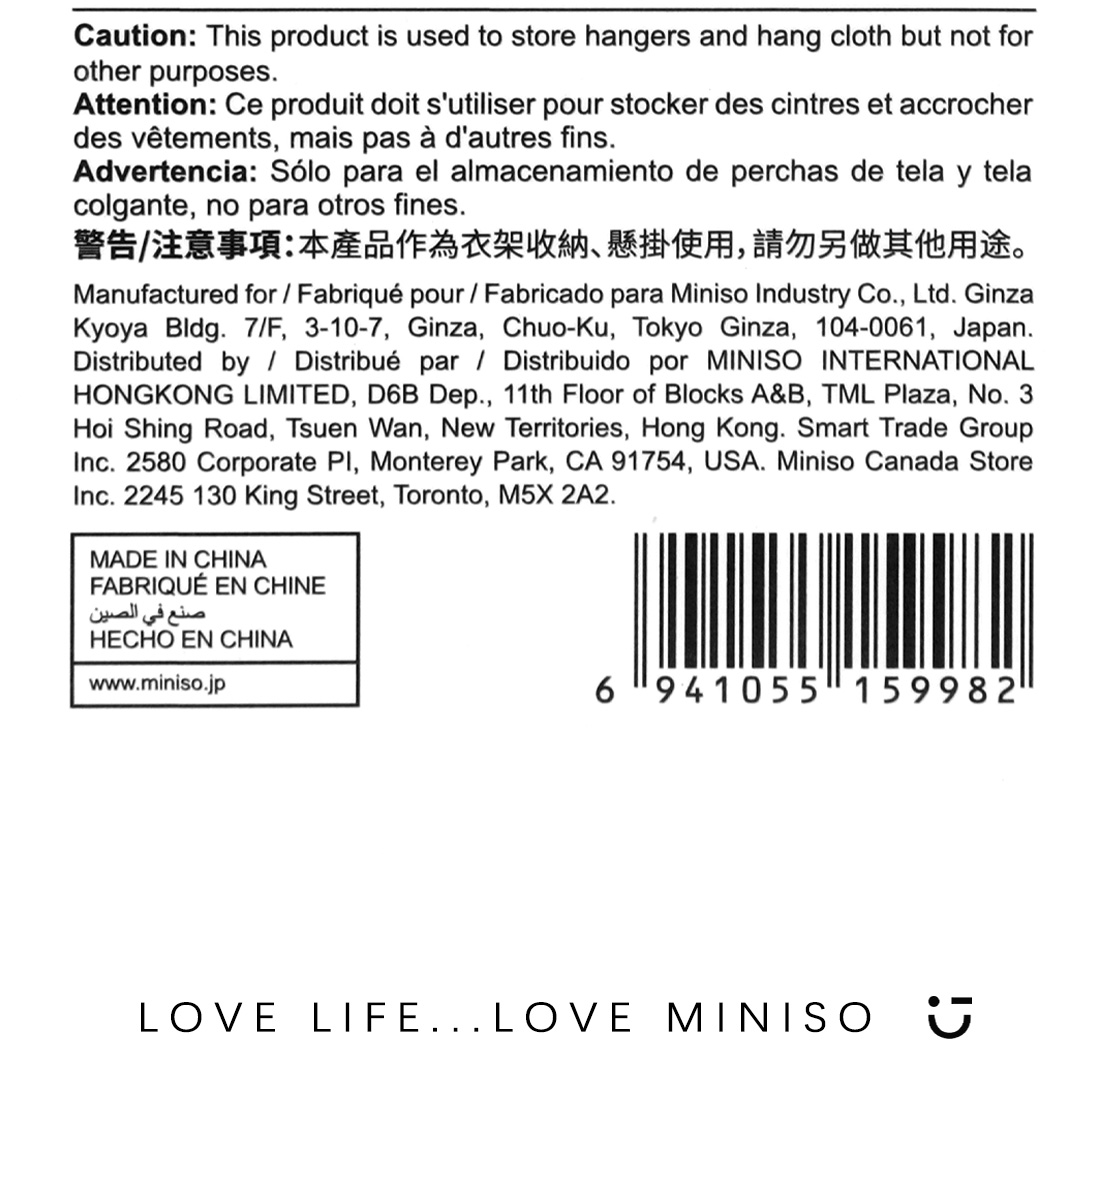 Caution: This product is used to store hangers and hang cloth but not for
other purposes.
Attention: Ce produit doit s'utiliser pour stocker des cintres et accrocher
des vêtements, mais pas à d'autres fins.
Advertencia: Sólo para el almacenamiento de perchas de tela y tela
colgante, no para otros fines.
警告/注意事項:本產品作為衣架收納、懸掛使用,請勿另做其他用途。
Manufactured for / Fabriqué pour / Fabricado para Miniso Industry Co., Ltd. Ginza
Kyoya Bldg. 7/F, 3-10-7, Ginza, Chuo-Ku, Tokyo Ginza, 104-0061, Japan.
Distributed by / Distribué par / Distribuido por MINISO INTERNATIONAL
HONGKONG LIMITED, D6B Dep., 11th Floor of Blocks A&B, TML Plaza, No. 3
Hoi Shing Road, Tsuen Wan, New Territories, Hong Kong. Smart Trade Group
Inc. 2580 Corporate Pl, Monterey Park, CA 91754, USA. Miniso Canada Store
Inc. 2245 130 King Street, Toronto, M5X 2A2.
MADE IN CHINA
FABRIQUÉ EN CHINE
صنع في الصين
HECHO EN CHINA
www.miniso.jp
6 941055 159982
LOVE LIFE...LOVE MINISO